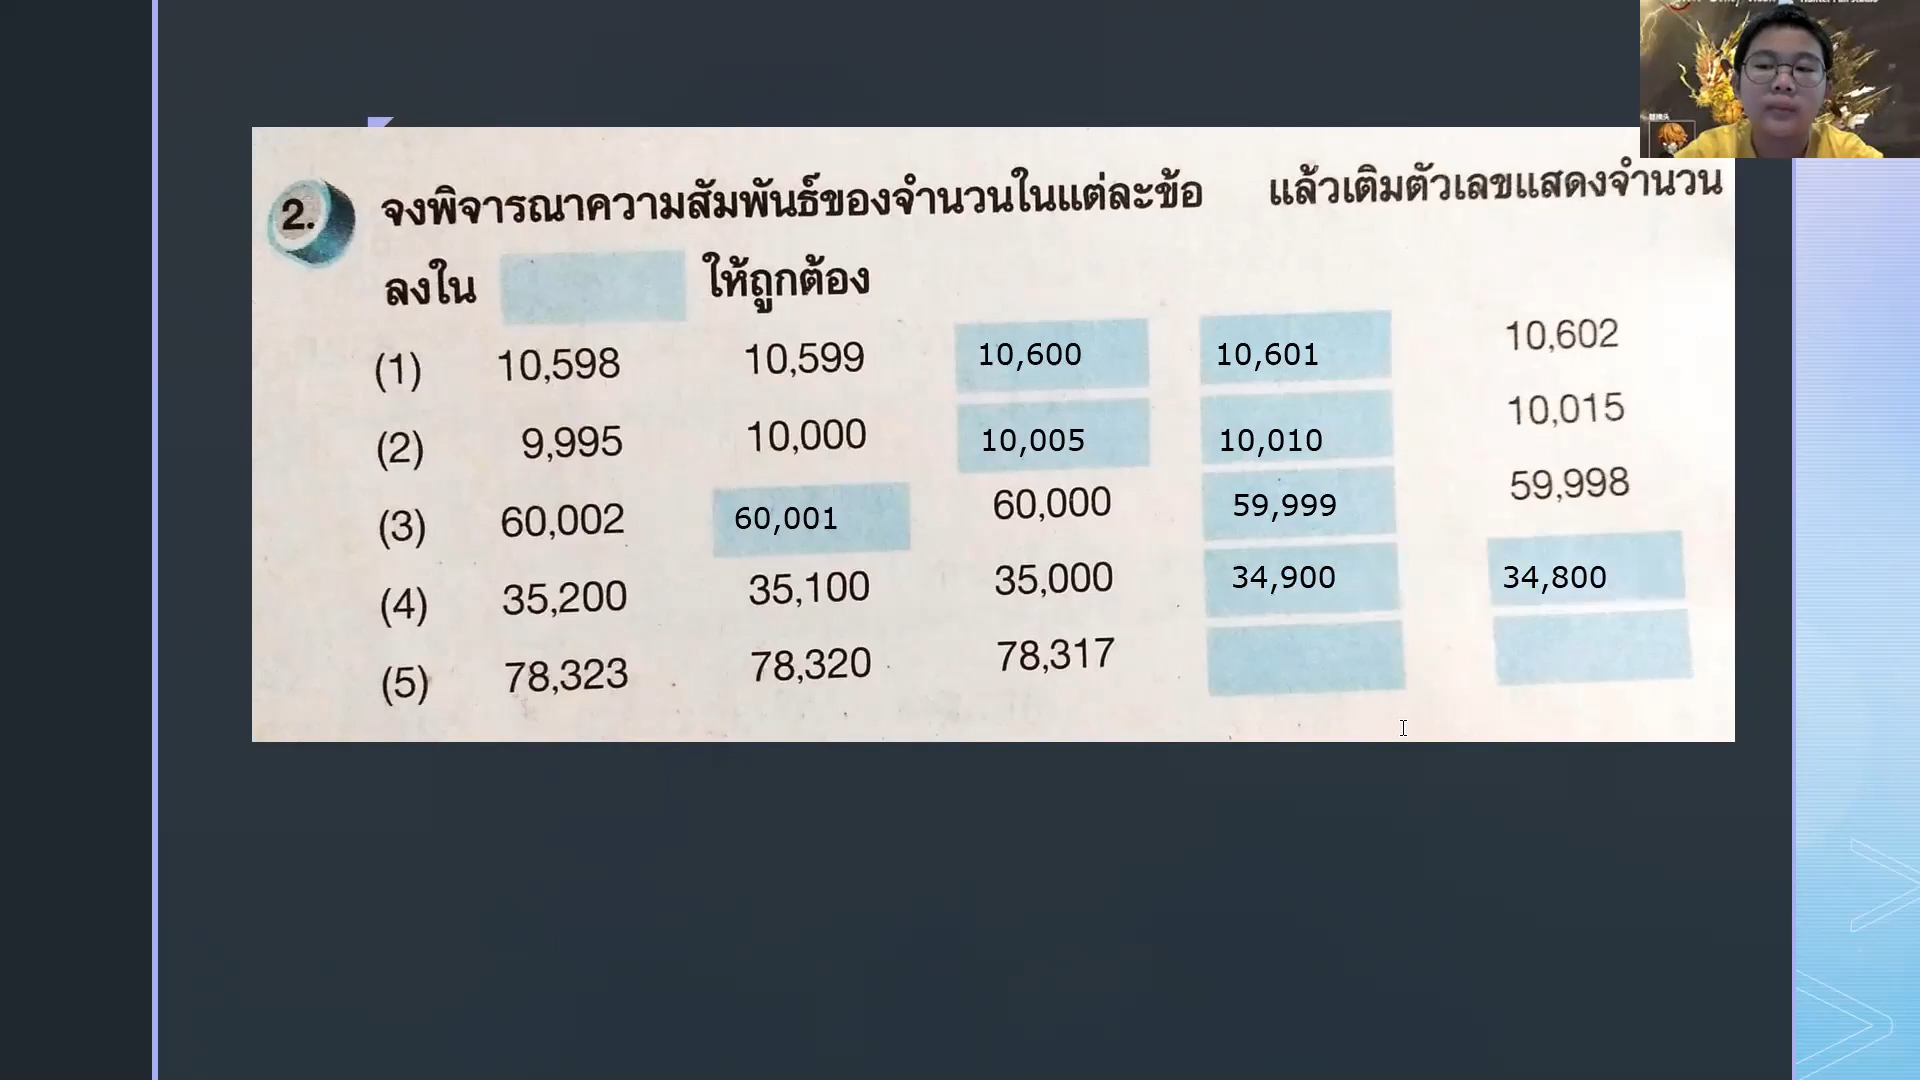 2. จงพิจารณาความสัมพันธ์ของจำนวนในแต่ละข้อ แล้วเติมตัวเลขแสดงจำนวน
ลงใน ให้ถูกต้อง
(1) 10,598 10,599 10,600 10,601 10,602
(2) 9,995 10,000 10,005 10,010 10,015
(3) 60,002 60,001 60,000 59,999 59,998
(4) 35,200 35,100 35,000 34,900 34,800
(5) 78,323 78,320 78,317